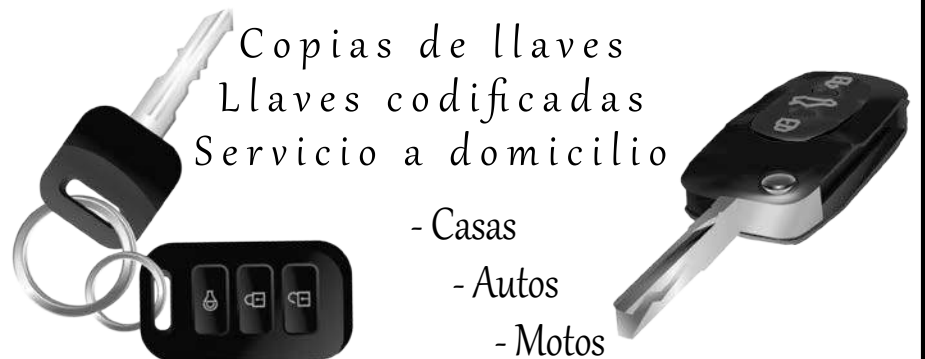 Copias de llaves
Llaves codificadas
Servicio a domicilio
- Casas
- Autos
- Motos